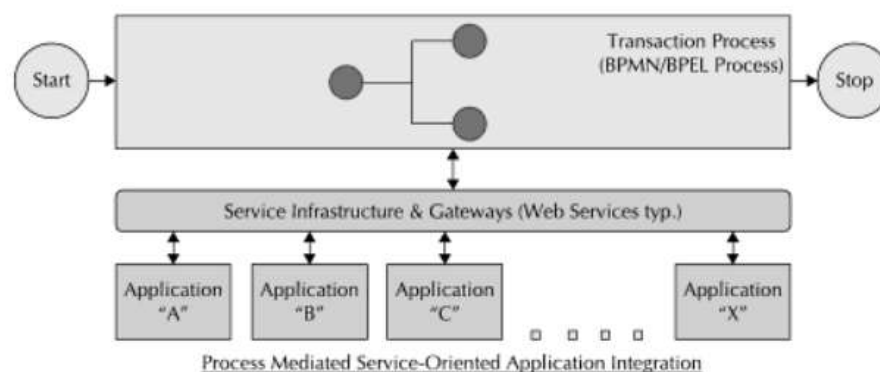 Start
Transaction Process
(BPMN/BPEL Process)
Stop
Service Infrastructure & Gateways (Web Services typ.)
Application
“A”
Application
“B”
Application
“C”
Application
“X”
Process Mediated Service-Oriented Application Integration